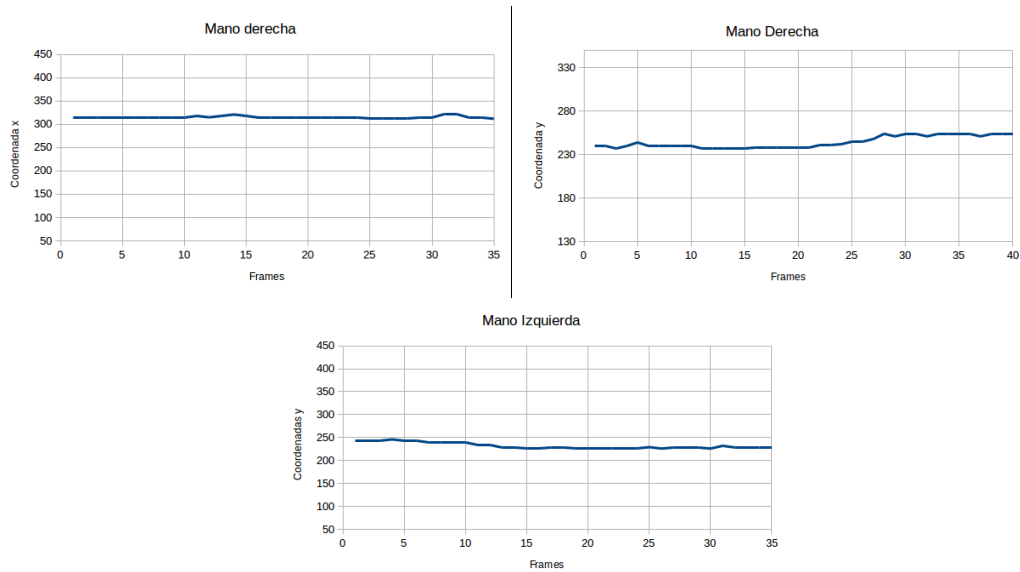 Mano derecha
450
400
350
300
250
200
150
100
50
Coordenada x
0 5 10 15 20 25 30 35
Frames
Mano Derecha
330
280
230
180
130
Coordenada y
0 5 10 15 20 25 30 35 40
Frames
Mano Izquierda
450
400
350
300
250
200
150
100
50
Coordenadas y
0 5 10 15 20 25 30 35
Frames